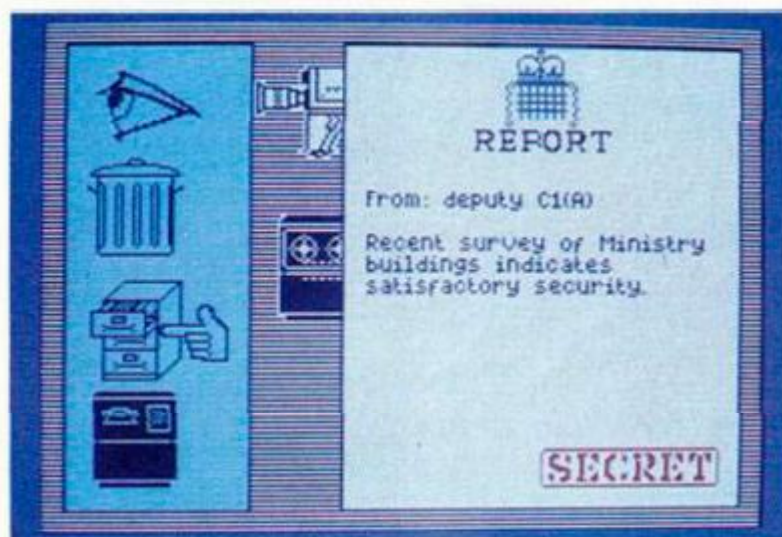 REPORT
From: deputy C1(A)
Recent survey of Ministry
buildings indicates
satisfactory security.
SECRET